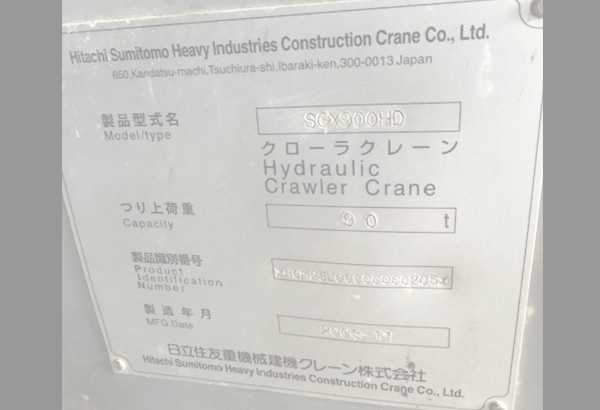 Hitachi Sumitomo Heavy Industries Construction Crane Co., Ltd.
650,Kandatsu-machi,Tsuchiura-shi,Ibaraki-ken,300-0013 Japan
製品型式名 SCX900HD
Model/type
クローラクレーン
Hydraulic
Crawler Crane
つり上荷重 90 t
Capacity
製品識別番号
Product
Identification
Number
製造年月
MFG.Date
日立住友重機械建機クレーン株式会社
Hitachi Sumitomo Heavy Industries Construction Crane Co., Ltd.